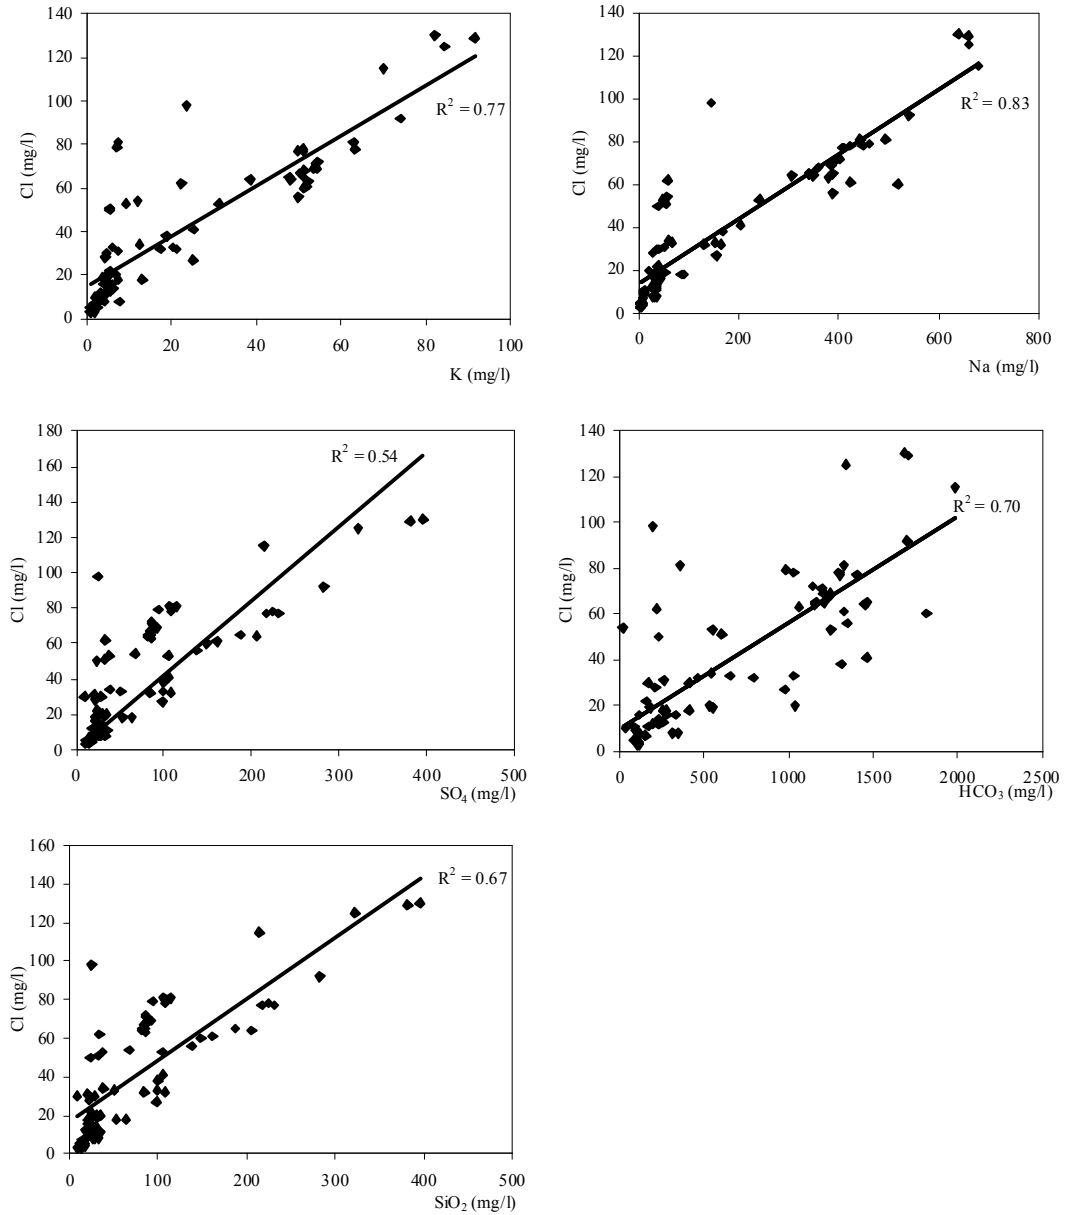 140
120
100
80
60
40
20
0
Cl (mg/l)
R² = 0.77
0 20 40 60 80 100
K (mg/l)
140
120
100
80
60
40
20
0
Cl (mg/l)
R² = 0.83
0 200 400 600 800
Na (mg/l)
180
160
140
120
100
80
60
40
20
0
Cl (mg/l)
R² = 0.54
0 100 200 300 400 500
SO₄ (mg/l)
140
120
100
80
60
40
20
0
Cl (mg/l)
R² = 0.70
0 500 1000 1500 2000 2500
HCO₃ (mg/l)
160
140
120
100
80
60
40
20
0
Cl (mg/l)
R² = 0.67
0 100 200 300 400 500
SiO₂ (mg/l)